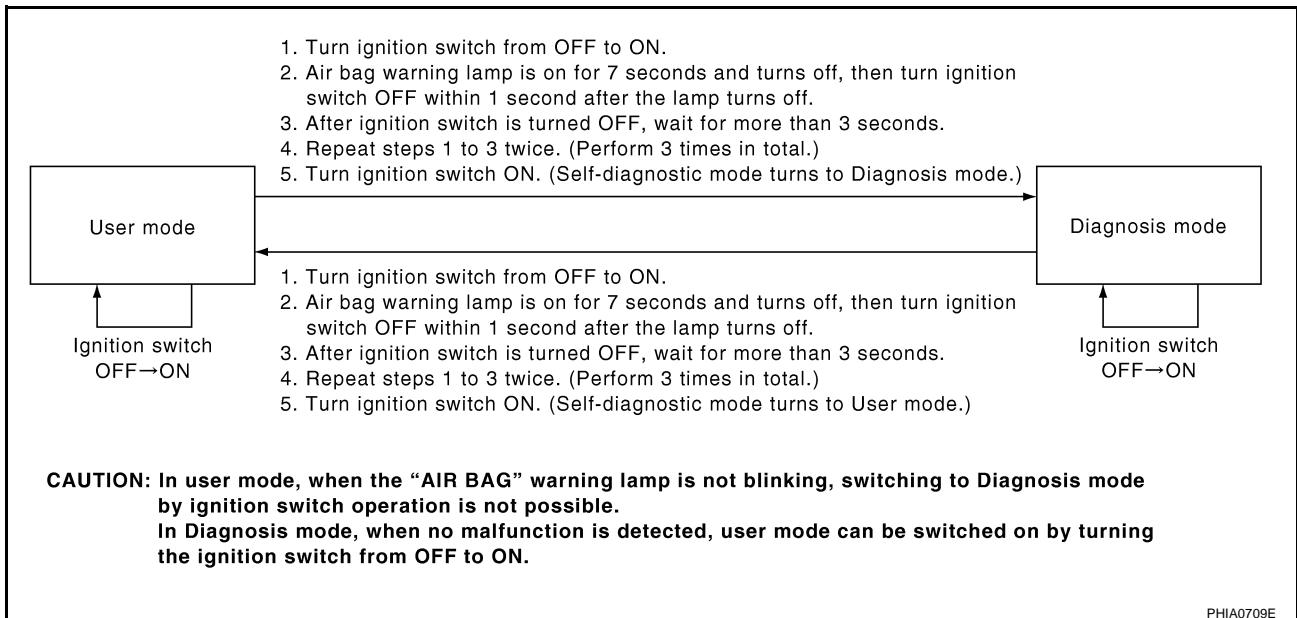 1. Turn ignition switch from OFF to ON.
2. Air bag warning lamp is on for 7 seconds and turns off, then turn ignition
switch OFF within 1 second after the lamp turns off.
3. After ignition switch is turned OFF, wait for more than 3 seconds.
4. Repeat steps 1 to 3 twice. (Perform 3 times in total.)
5. Turn ignition switch ON. (Self-diagnostic mode turns to Diagnosis mode.)
User mode
Diagnosis mode
1. Turn ignition switch from OFF to ON.
2. Air bag warning lamp is on for 7 seconds and turns off, then turn ignition
switch OFF within 1 second after the lamp turns off.
3. After ignition switch is turned OFF, wait for more than 3 seconds.
4. Repeat steps 1 to 3 twice. (Perform 3 times in total.)
5. Turn ignition switch ON. (Self-diagnostic mode turns to User mode.)
Ignition switch
OFF→ON
Ignition switch
OFF→ON
CAUTION: In user mode, when the “AIR BAG” warning lamp is not blinking, switching to Diagnosis mode
by ignition switch operation is not possible.
In Diagnosis mode, when no malfunction is detected, user mode can be switched on by turning
the ignition switch from OFF to ON.
PHIA0709E